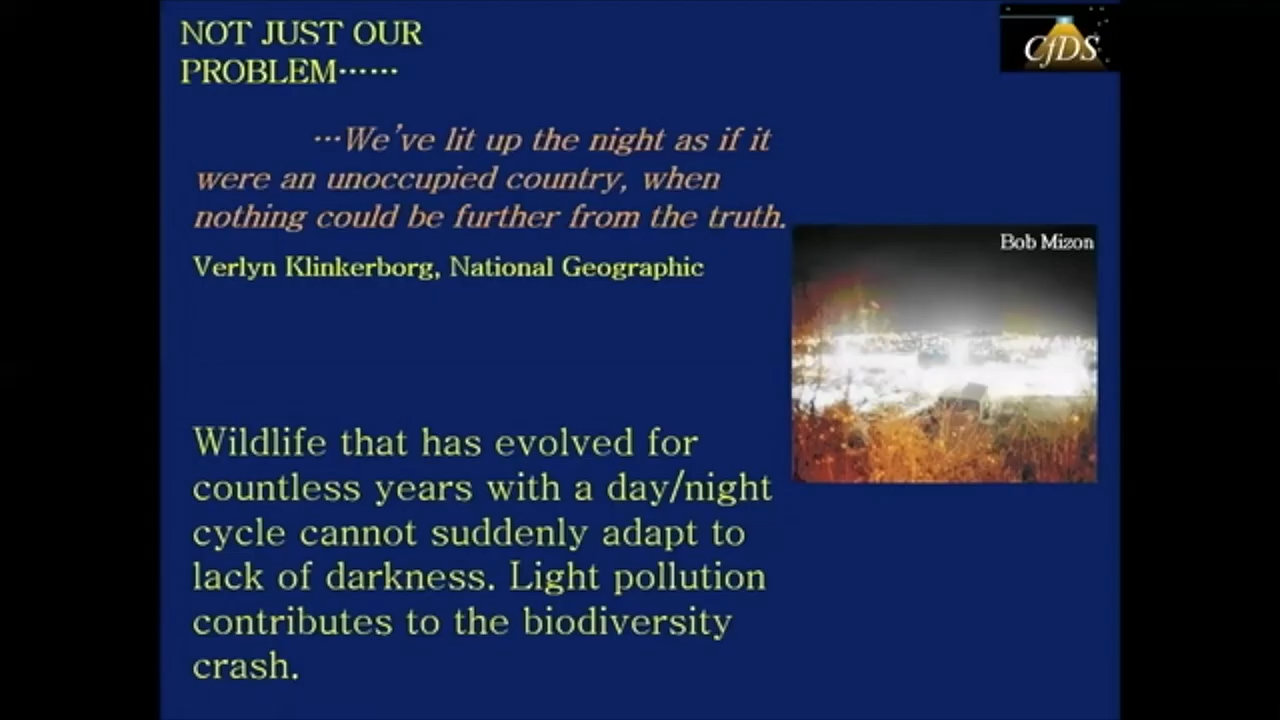 NOT JUST OUR
PROBLEM……
CfDS
…We've lit up the night as if it
were an unoccupied country, when
nothing could be further from the truth.
Verlyn Klinkerborg, National Geographic
Bob Mizon
Wildlife that has evolved for
countless years with a day/night
cycle cannot suddenly adapt to
lack of darkness. Light pollution
contributes to the biodiversity
crash.